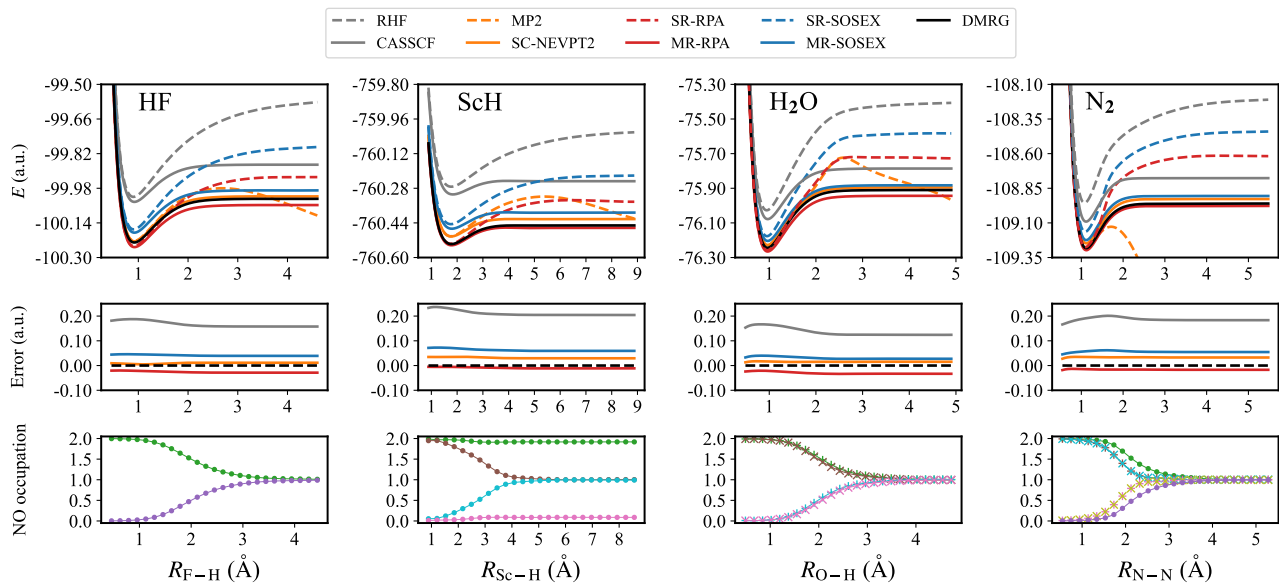 RHF MP2 SR-RPA SR-SOSEX DMRG
CASSCF SC-NEVPT2 MR-RPA MR-SOSEX
HF
ScH
H₂O
N₂
E (a.u.)
-99.50
-99.66
-99.82
-99.98
-100.14
-100.30
1 2 3 4
-759.80
-759.96
-760.12
-760.28
-760.44
-760.60
1 2 3 4 5 6 7 8 9
-75.30
-75.50
-75.70
-75.90
-76.10
-76.30
1 2 3 4 5
-108.10
-108.35
-108.60
-108.85
-109.10
-109.35
1 2 3 4 5
Error (a.u.)
0.20
0.10
0.00
-0.10
1 2 3 4
0.20
0.10
0.00
-0.10
1 2 3 4 5 6 7 8 9
0.20
0.10
0.00
-0.10
1 2 3 4 5
0.20
0.10
0.00
-0.10
1 2 3 4 5
NO occupation
2.0
1.5
1.0
0.5
0.0
1 2 3 4
R_F−H (Å)
2.0
1.5
1.0
0.5
0.0
1 2 3 4 5 6 7 8
R_Sc−H (Å)
2.0
1.5
1.0
0.5
0.0
1 2 3 4 5
R_O−H (Å)
2.0
1.5
1.0
0.5
0.0
1 2 3 4 5
R_N−N (Å)